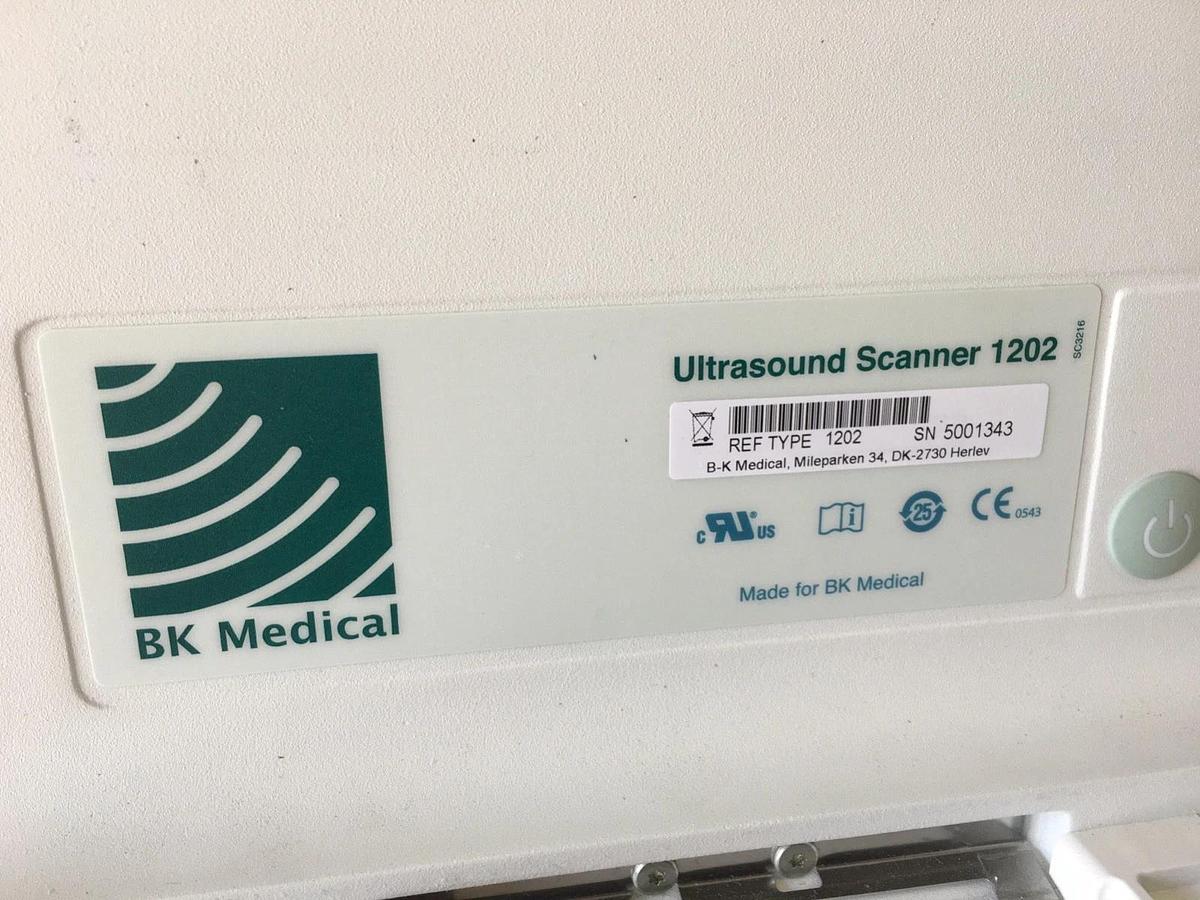 BK Medical
Ultrasound Scanner 1202
SC3216
REF TYPE 1202 SN 5001343
B-K Medical, Mileparken 34, DK-2730 Herlev
c RU ® US
i
25
CE 0543
Made for BK Medical